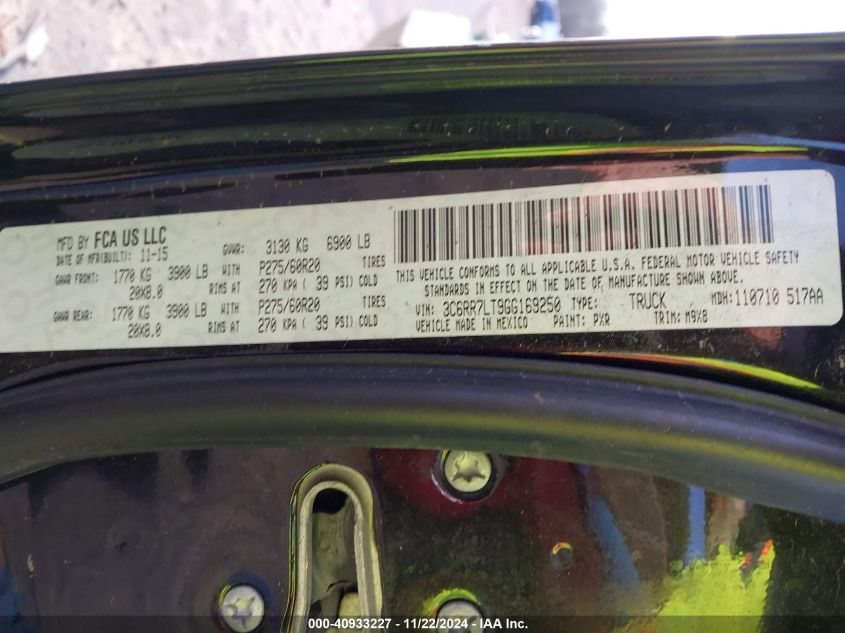 MFD BY FCA US LLC
DATE OF MFR(BUILT): 11-15 GVWR: 3130 KG 6900 LB
GAWR FRONT: 1770 KG 3900 LB WITH P275/60R20 TIRES
20X8.0 RIMS AT 270 KPA ( 39 PSI) COLD
GAWR REAR: 1770 KG 3900 LB WITH P275/60R20 TIRES
20X8.0 RIMS AT 270 KPA ( 39 PSI) COLD
THIS VEHICLE CONFORMS TO ALL APPLICABLE U.S.A. FEDERAL MOTOR VEHICLE SAFETY
STANDARDS IN EFFECT ON THE DATE OF MANUFACTURE SHOWN ABOVE.
VIN: 3C6RR7LT9GG169250 TYPE: TRUCK MDH: 110710 517AA
VEHICLE MADE IN MEXICO PAINT: PXR TRIM: M9X8
000-40933227 - 11/22/2024 - IAA Inc.